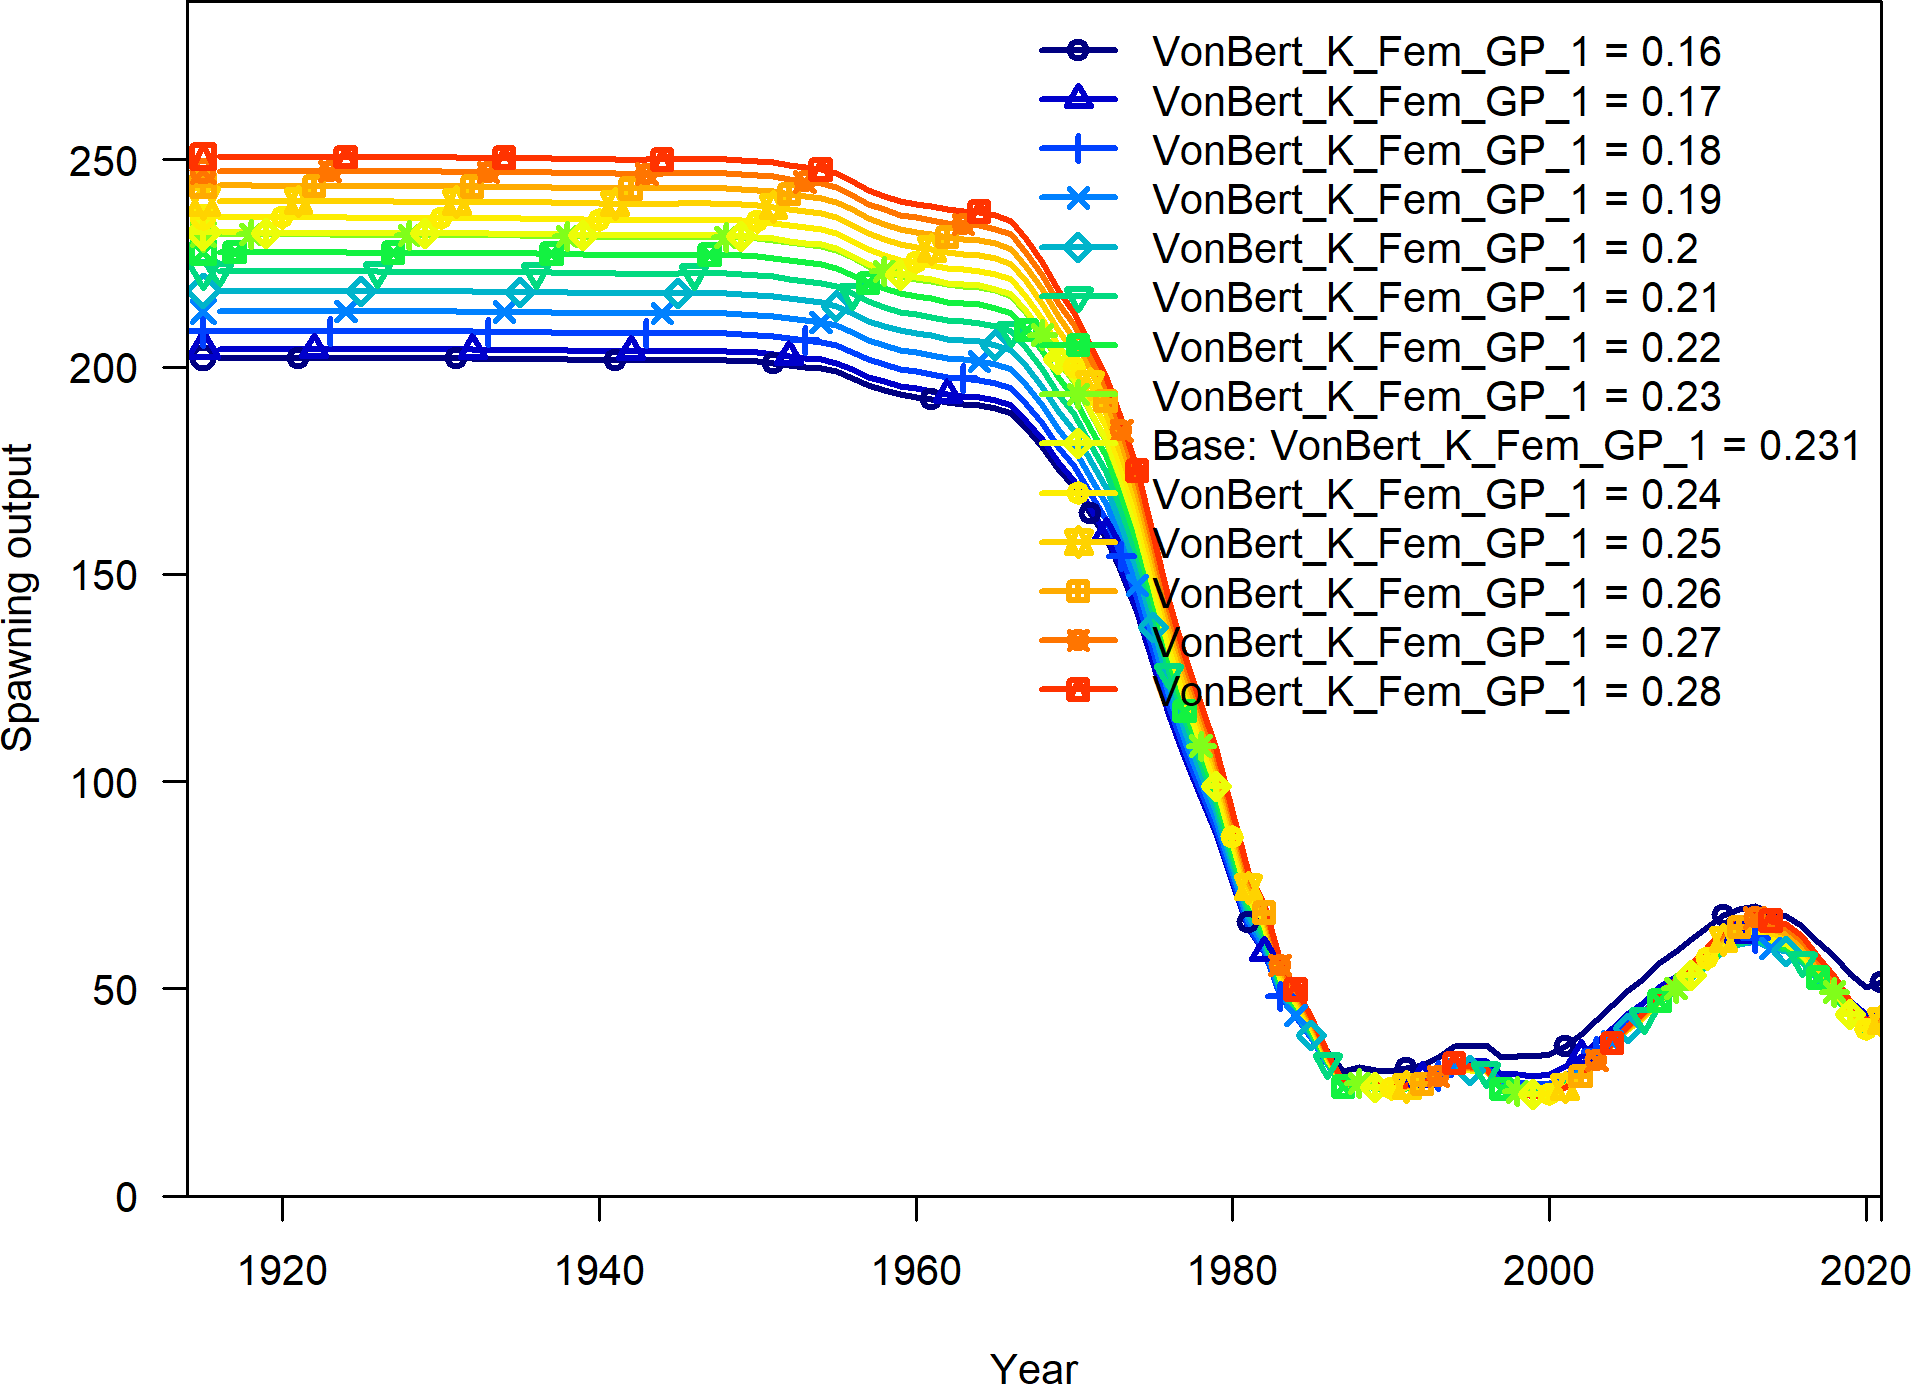 VonBert_K_Fem_GP_1 = 0.16
VonBert_K_Fem_GP_1 = 0.17
VonBert_K_Fem_GP_1 = 0.18
VonBert_K_Fem_GP_1 = 0.19
VonBert_K_Fem_GP_1 = 0.2
VonBert_K_Fem_GP_1 = 0.21
VonBert_K_Fem_GP_1 = 0.22
VonBert_K_Fem_GP_1 = 0.23
Base: VonBert_K_Fem_GP_1 = 0.231
VonBert_K_Fem_GP_1 = 0.24
VonBert_K_Fem_GP_1 = 0.25
VonBert_K_Fem_GP_1 = 0.26
VonBert_K_Fem_GP_1 = 0.27
VonBert_K_Fem_GP_1 = 0.28
Spawning output
250
200
150
100
50
0
1920 1940 1960 1980 2000 2020
Year